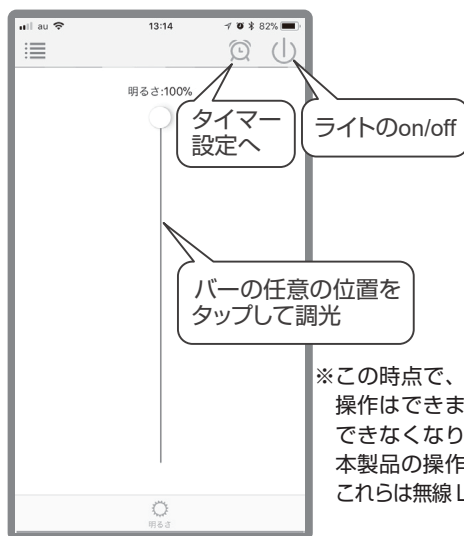 au 13:14 82%
明るさ:100%
タイマー
設定へ
ライトのon/off
バーの任意の位置を
タップして調光
※この時点で、
操作はできま
できなくなり
本製品の操作
これらは無線L
明るさ